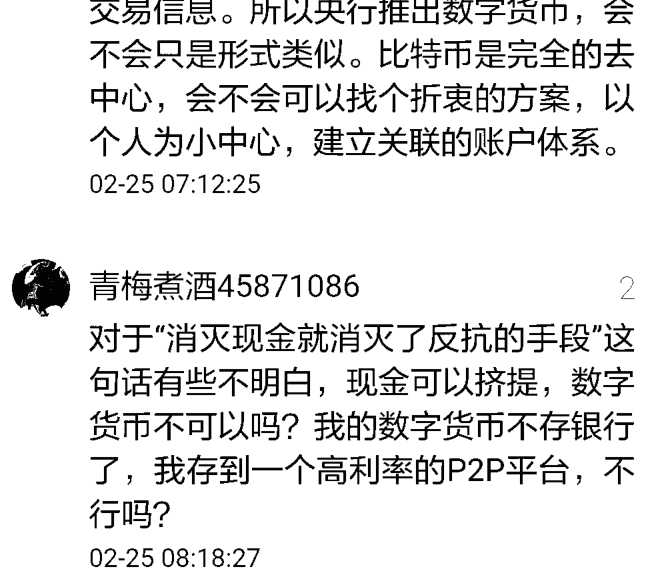 交易信息。所以央行推出数字货币，会
不会只是形式类似。比特币是完全的去
中心，会不会可以找个折衷的方案，以
个人为小中心，建立关联的账户体系。
02-25 07:12:25
青梅煮酒45871086
2
对于“消灭现金就消灭了反抗的手段”这
句话有些不明白，现金可以挤提，数字
货币不可以吗？我的数字货币不存银行
了，我存到一个高利率的P2P平台，不
行吗？
02-25 08:18:27